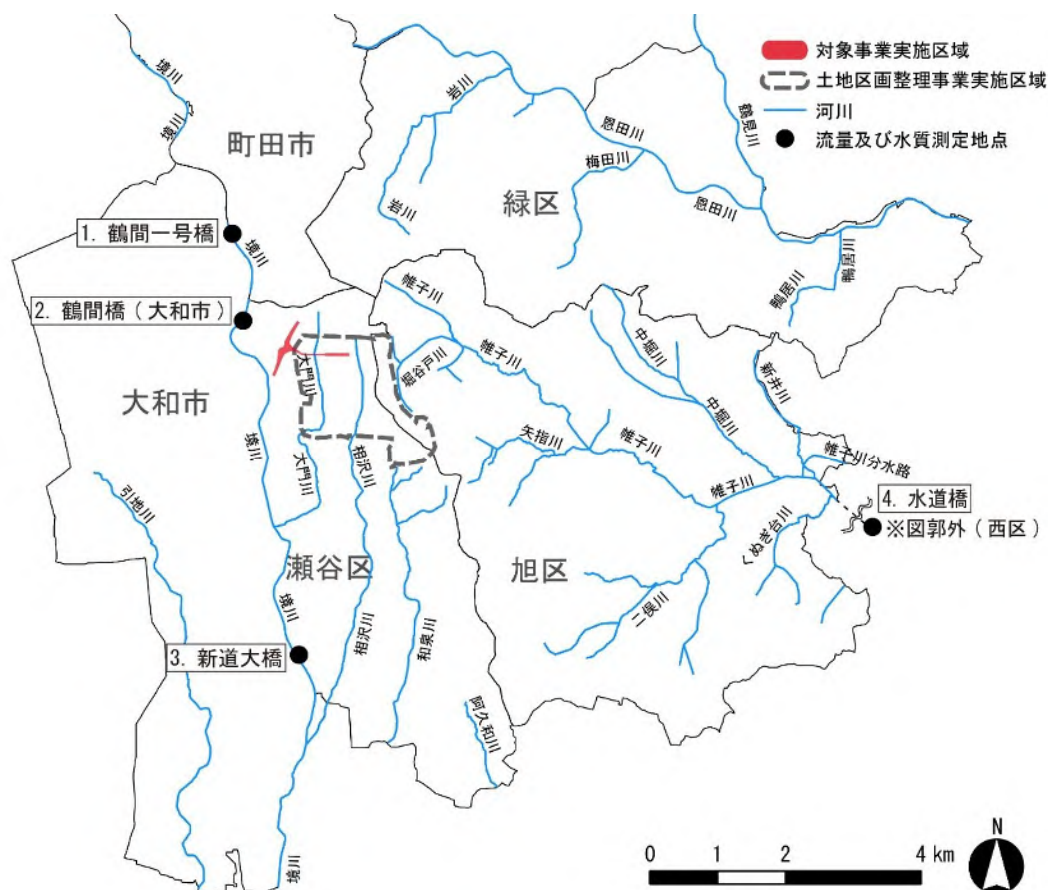 対象事業実施区域
土地区画整理事業実施区域
河川
流量及び水質測定地点
境川
境川
町田市
岩川
岩川
恩田川
梅田川
恩田川
鶴見川
緑区
鴨居川
鴨居川
1. 鶴間一号橋
境川
2. 鶴間橋（大和市）
大和市
大門川
大門川
境川
相沢川
帷子川
堀谷戸川
帷子川
中堀川
中堀川
新井川
矢指川
帷子川
帷子川
帷子川分水路
4. 水道橋
※図郭外（西区）
くぬぎ台川
引地川
瀬谷区
旭区
境川
二俣川
3. 新道大橋
相沢川
和泉川
阿久和川
境川
N
0 1 2 4 km